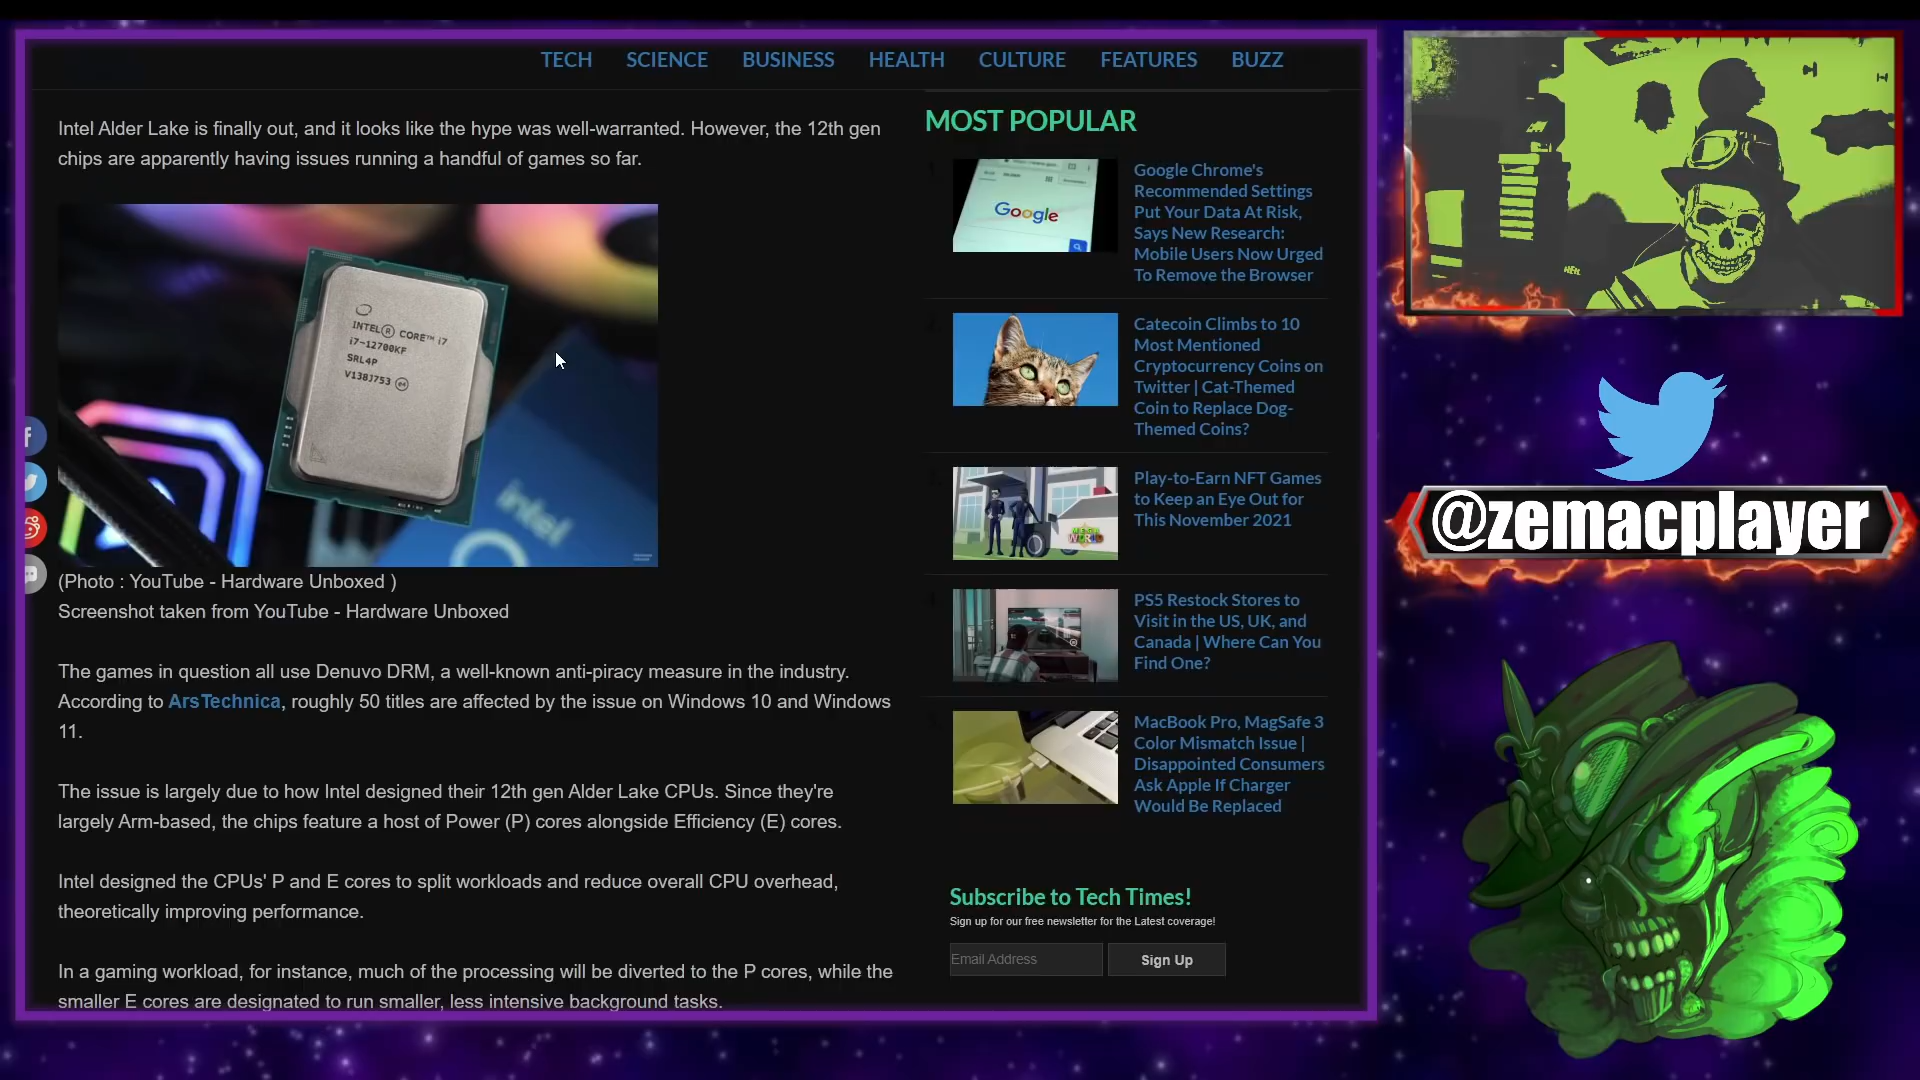 TECH SCIENCE BUSINESS HEALTH CULTURE FEATURES BUZZ
Intel Alder Lake is finally out, and it looks like the hype was well-warranted. However, the 12th gen
chips are apparently having issues running a handful of games so far.
INTEL® CORE™ i7
i7-12700KF
SRL4P
V138J753
intel
(Photo : YouTube - Hardware Unboxed )
Screenshot taken from YouTube - Hardware Unboxed
The games in question all use Denuvo DRM, a well-known anti-piracy measure in the industry.
According to ArsTechnica, roughly 50 titles are affected by the issue on Windows 10 and Windows
11.
The issue is largely due to how Intel designed their 12th gen Alder Lake CPUs. Since they're
largely Arm-based, the chips feature a host of Power (P) cores alongside Efficiency (E) cores.
Intel designed the CPUs' P and E cores to split workloads and reduce overall CPU overhead,
theoretically improving performance.
In a gaming workload, for instance, much of the processing will be diverted to the P cores, while the
smaller E cores are designated to run smaller, less intensive background tasks.
MOST POPULAR
Google
Google Chrome's
Recommended Settings
Put Your Data At Risk,
Says New Research:
Mobile Users Now Urged
To Remove the Browser
Catecoin Climbs to 10
Most Mentioned
Cryptocurrency Coins on
Twitter | Cat-Themed
Coin to Replace Dog-
Themed Coins?
Play-to-Earn NFT Games
to Keep an Eye Out for
This November 2021
PS5 Restock Stores to
Visit in the US, UK, and
Canada | Where Can You
Find One?
MacBook Pro, MagSafe 3
Color Mismatch Issue |
Disappointed Consumers
Ask Apple If Charger
Would Be Replaced
Subscribe to Tech Times!
Sign up for our free newsletter for the Latest coverage!
Email Address
Sign Up
@zemacplayer